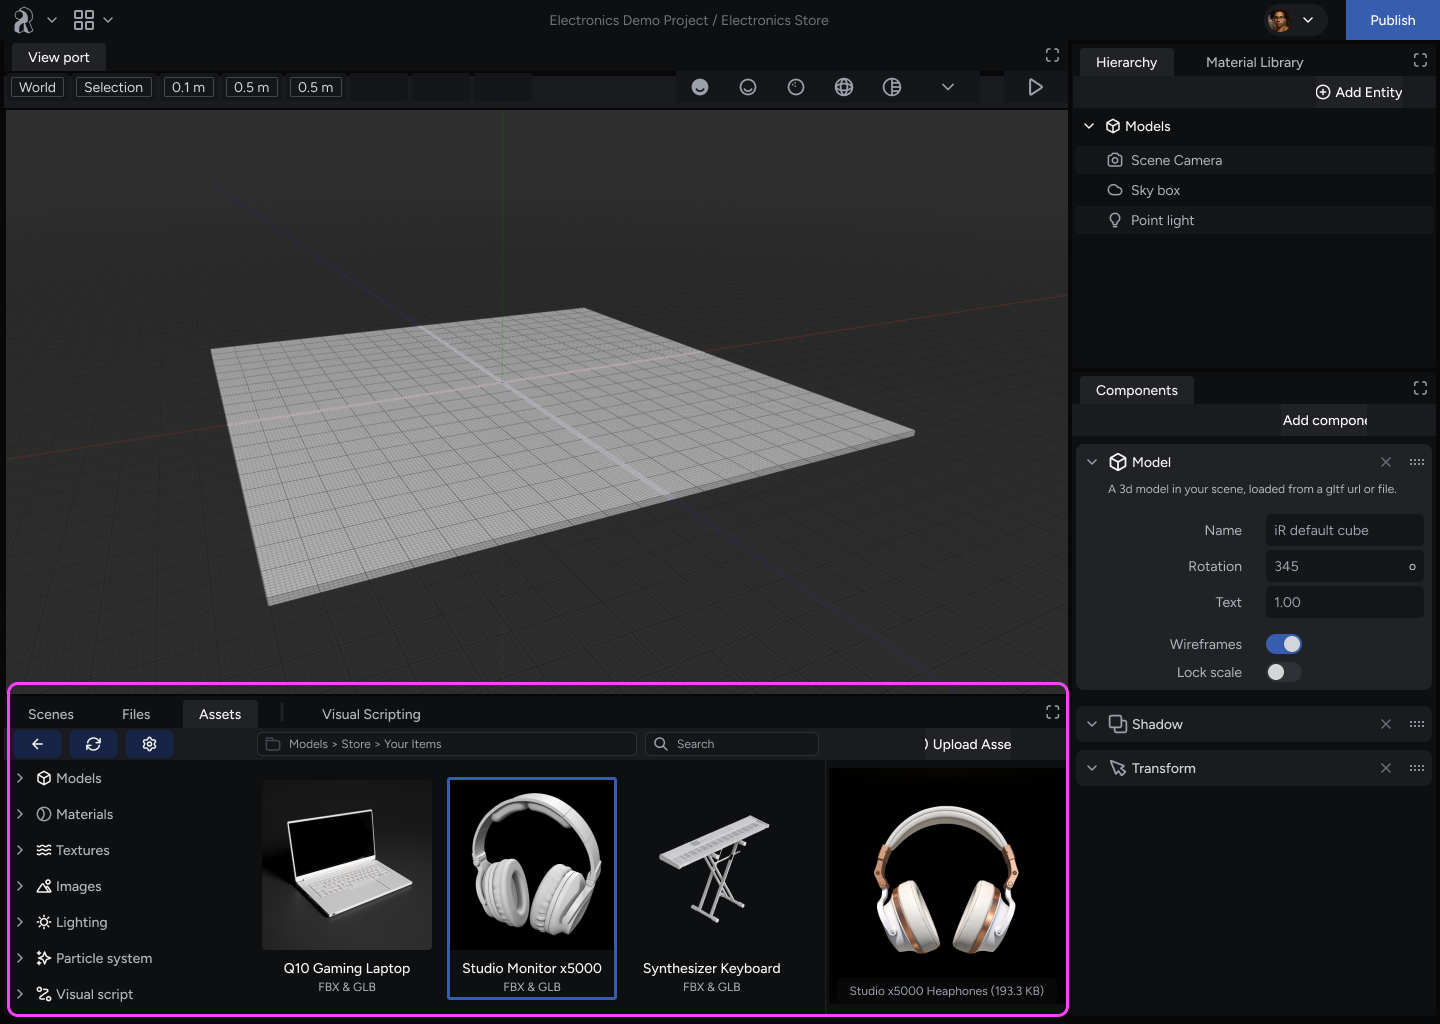 Electronics Demo Project / Electronics Store
Publish
View port
World
Selection
0.1 m
0.5 m
0.5 m
Hierarchy
Material Library
Add Entity
Models
Scene Camera
Sky box
Point light
Components
Add compone
Model
A 3d model in your scene, loaded from a gltf url or file.
Name
iR default cube
Rotation
345
Text
1.00
Wireframes
Lock scale
Shadow
Transform
Scenes
Files
Assets
Visual Scripting
Models > Store > Your Items
Search
Upload Asse
Models
Materials
Textures
Images
Lighting
Particle system
Visual script
Q10 Gaming Laptop
FBX & GLB
Studio Monitor x5000
FBX & GLB
Synthesizer Keyboard
FBX & GLB
Studio x5000 Heaphones (193.3 KB)